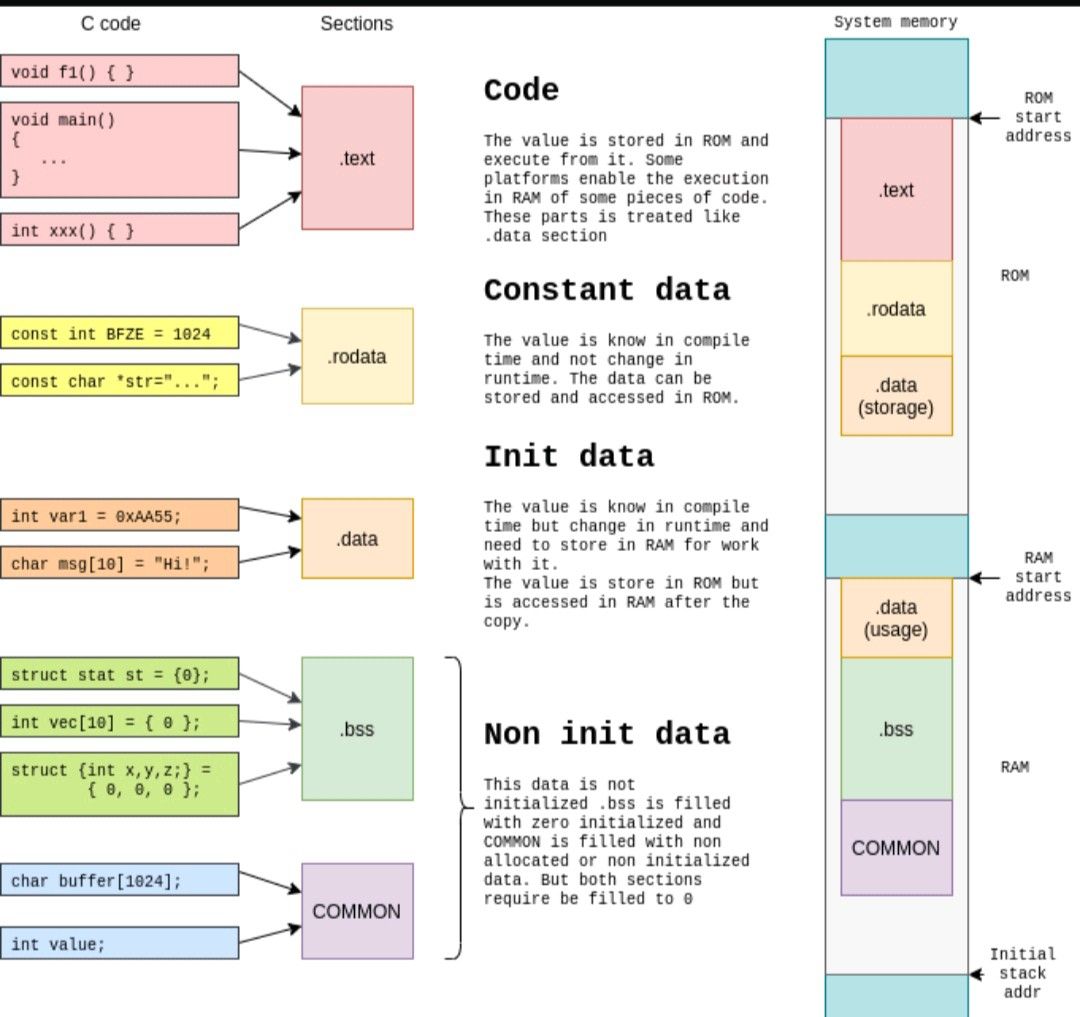 C code
Sections
System memory
void f1() { }
void main()
{
...
}
int xxx() { }
.text
Code
The value is stored in ROM and
execute from it. Some
platforms enable the execution
in RAM of some pieces of code.
These parts is treated like
.data section
const int BFZE = 1024
const char *str="...";
.rodata
Constant data
The value is know in compile
time and not change in
runtime. The data can be
stored and accessed in ROM.
int var1 = 0xAA55;
char msg[10] = "Hi!";
.data
Init data
The value is know in compile
time but change in runtime and
need to store in RAM for work
with it.
The value is store in ROM but
is accessed in RAM after the
copy.
struct stat st = {0};
int vec[10] = { 0 };
struct {int x,y,z;} =
{ 0, 0, 0 };
.bss
char buffer[1024];
int value;
COMMON
Non init data
This data is not
initialized .bss is filled
with zero initialized and
COMMON is filled with non
allocated or non initialized
data. But both sections
require be filled to 0
ROM
start
address
.text
ROM
.rodata
.data
(storage)
RAM
start
address
.data
(usage)
.bss
RAM
COMMON
Initial
stack
addr